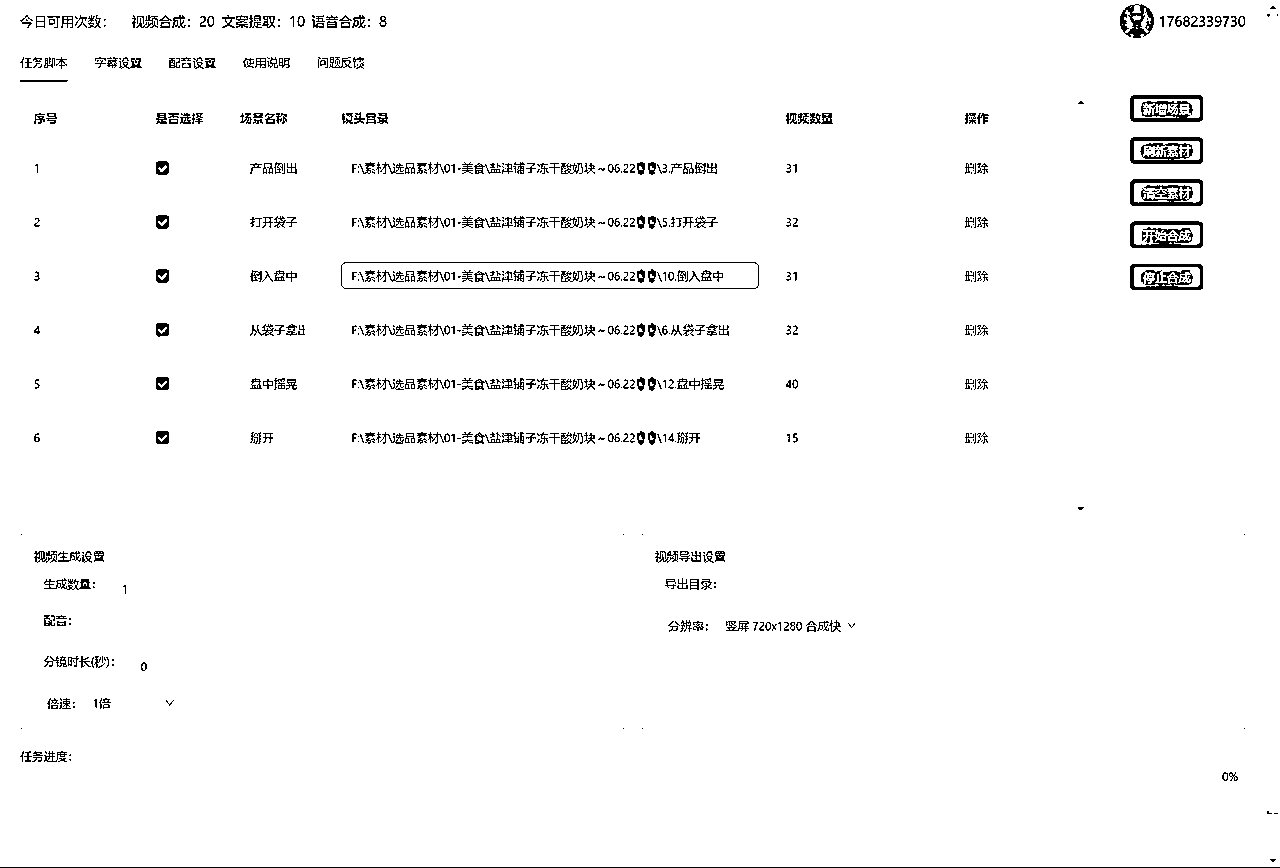 今日可用次数： 视频合成：20 文案提取：10 语音合成：8
17682339730
任务脚本 字幕设置 配音设置 使用说明 问题反馈
序号 是否选择 场景名称 镜头目录 视频数量 操作
1 产品倒出 F:\素材\选品素材\01-美食\盐津铺子冻干酸奶块～06.22\3.产品倒出 31 删除
2 打开袋子 F:\素材\选品素材\01-美食\盐津铺子冻干酸奶块～06.22\5.打开袋子 32 删除
3 倒入盘中 F:\素材\选品素材\01-美食\盐津铺子冻干酸奶块～06.22\10.倒入盘中 31 删除
4 从袋子拿出 F:\素材\选品素材\01-美食\盐津铺子冻干酸奶块～06.22\6.从袋子拿出 32 删除
5 盘中摇晃 F:\素材\选品素材\01-美食\盐津铺子冻干酸奶块～06.22\12.盘中摇晃 40 删除
6 掰开 F:\素材\选品素材\01-美食\盐津铺子冻干酸奶块～06.22\14.掰开 15 删除
新增场景
刷新素材
清空素材
开始合成
停止合成
视频生成设置
生成数量： 1
配音：
分镜时长(秒)： 0
倍速： 1倍
视频导出设置
导出目录：
分辨率： 竖屏 720x1280 合成快
任务进度：
0%